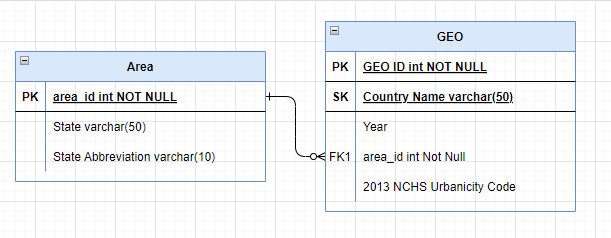 Area
PK area_id int NOT NULL
State varchar(50)
State Abbreviation varchar(10)
GEO
PK GEO ID int NOT NULL
SK Country Name varchar(50)
Year
FK1 area_id int Not Null
2013 NCHS Urbanicity Code